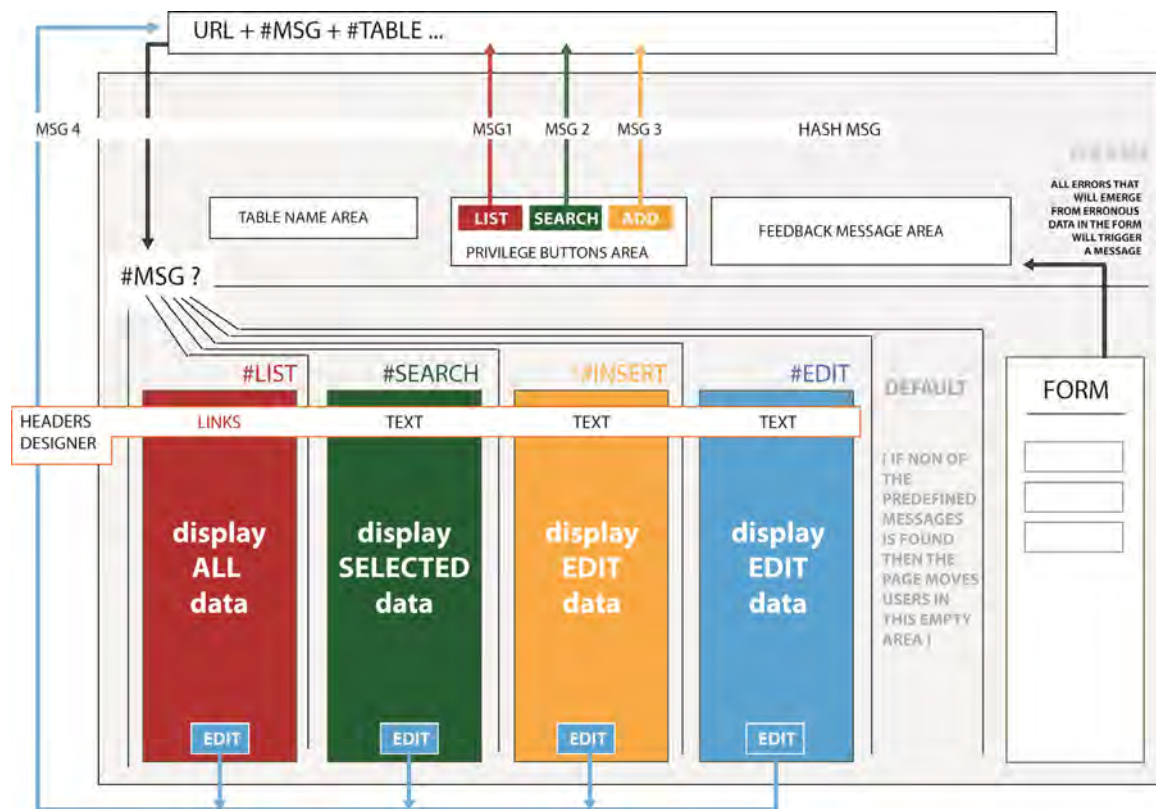 URL + #MSG + #TABLE ...
MSG 4
MSG1
MSG 2
MSG 3
HASH MSG
ALL ERRORS THAT
WILL EMERGE
FROM ERRONOUS
DATA IN THE FORM
WILL TRIGGER
A MESSAGE
TABLE NAME AREA
LIST
SEARCH
ADD
PRIVILEGE BUTTONS AREA
FEEDBACK MESSAGE AREA
#MSG ?
#LIST
#SEARCH
#INSERT
#EDIT
DEFAULT
FORM
HEADERS
DESIGNER
LINKS
TEXT
TEXT
TEXT
display
ALL
data
display
SELECTED
data
display
EDIT
data
display
EDIT
data
( IF NON OF
THE
PREDEFINED
MESSAGES
IS FOUND
THEN THE
PAGE MOVES
USERS IN
THIS EMPTY
AREA )
EDIT
EDIT
EDIT
EDIT